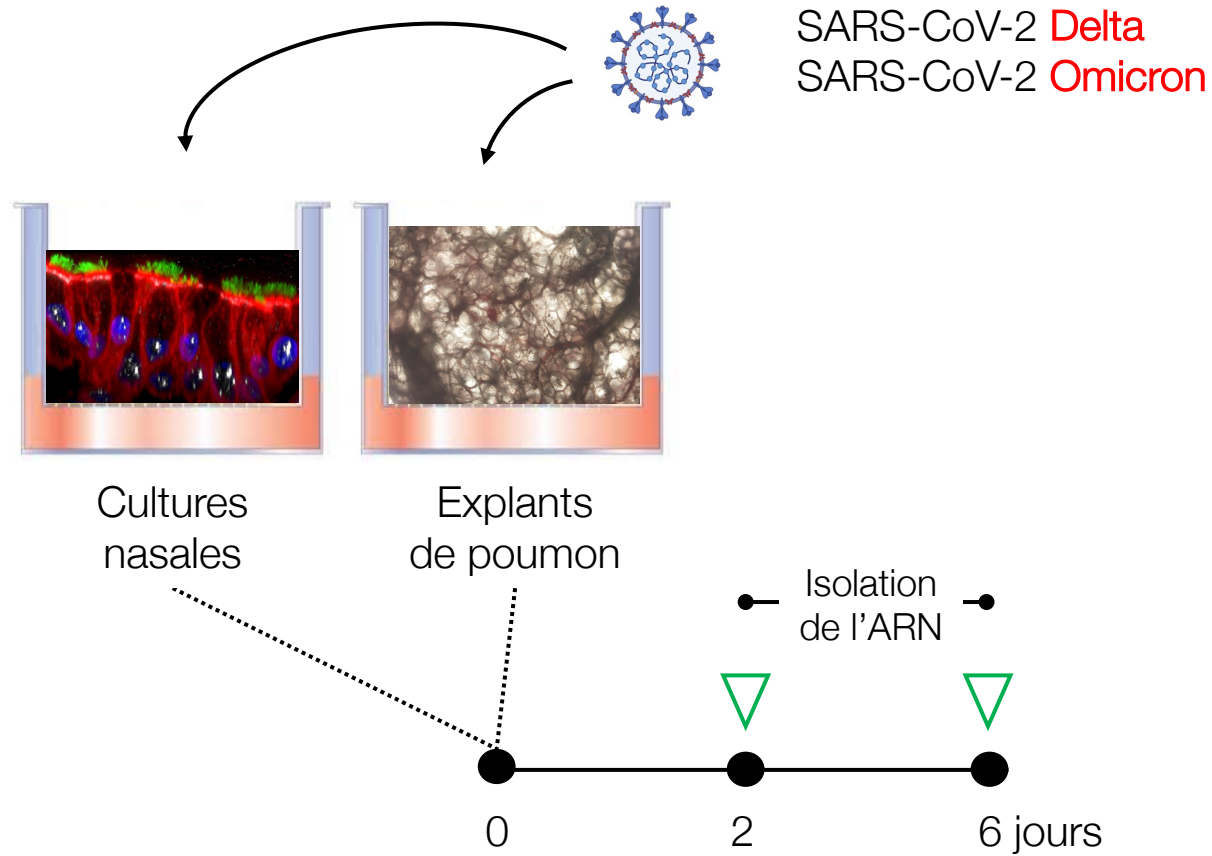 SARS-CoV-2 Delta
SARS-CoV-2 Omicron
Cultures
nasales
Explants
de poumon
Isolation
de l’ARN
0
2
6 jours